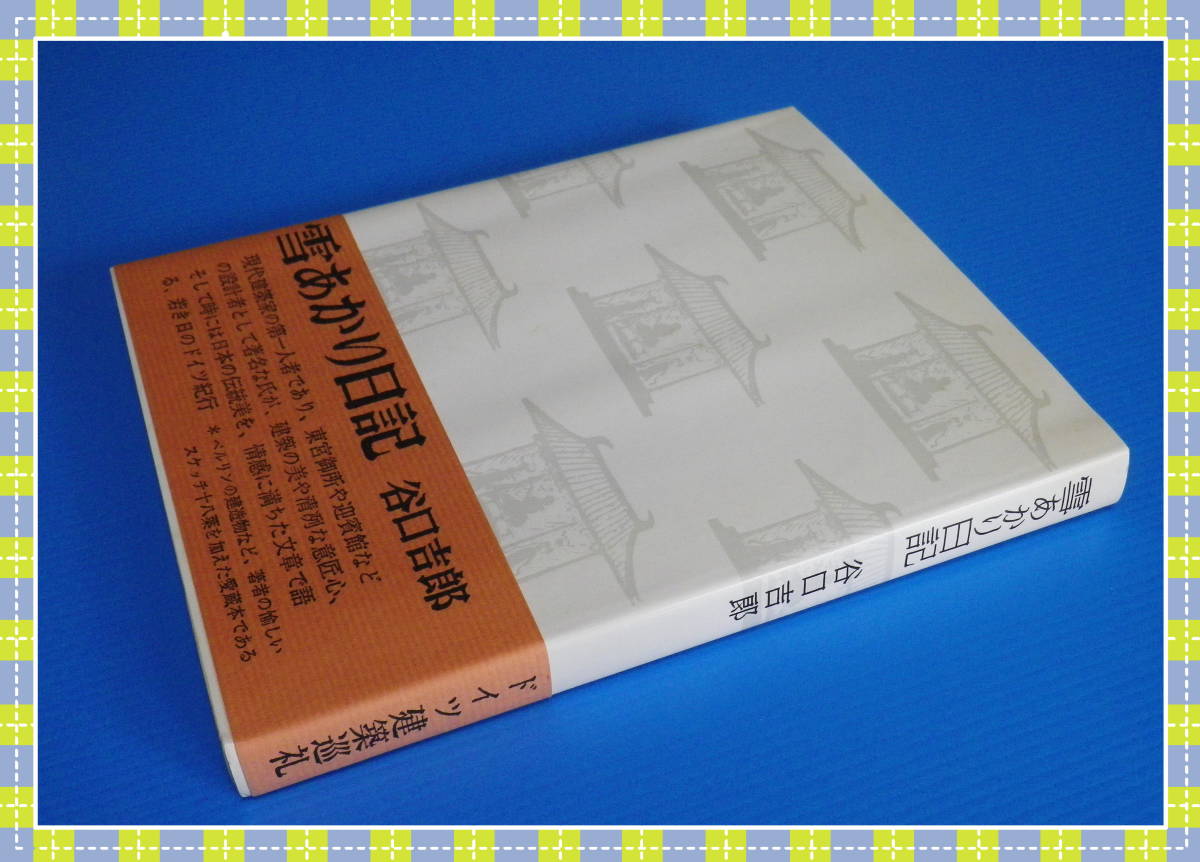 雪あかり日記 谷口吉郎
現代建築家の第一人者であり、東宮御所や迎賓館など
の設計者として著名な氏が、建築の美や清冽な意匠心、
そして時には日本の伝統美を、情感に満ちた文章で語
る、若き日のドイツ紀行 *ベルリンの建造物など、著者の愉しい
スケッチ十八葉を加えた愛蔵本である
雪あかり日記 谷口吉郎
ドイツ建築巡礼